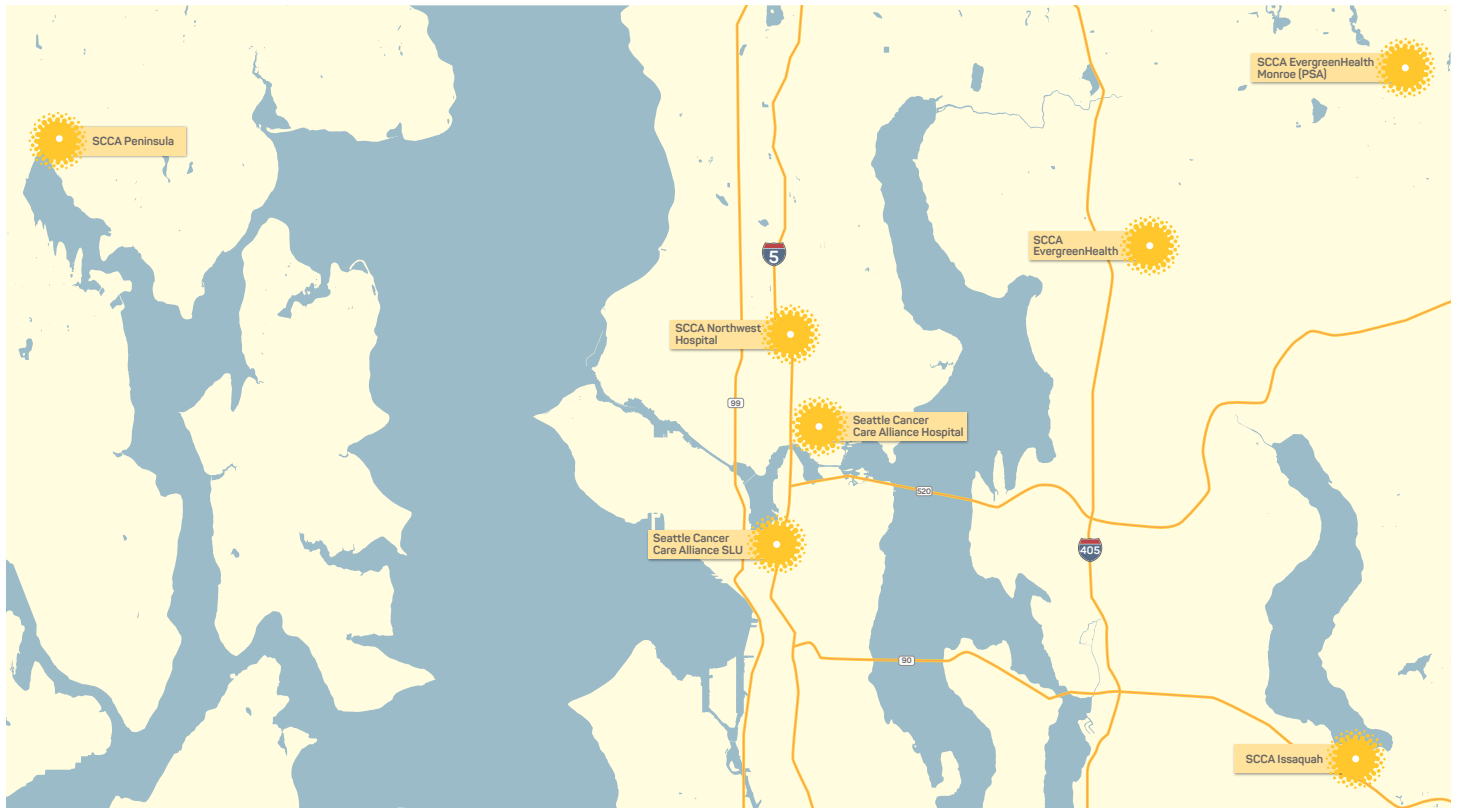 SCCA EvergreenHealth
Monroe (PSA)
SCCA Peninsula
SCCA
EvergreenHealth
5
SCCA Northwest
Hospital
99
Seattle Cancer
Care Alliance Hospital
520
Seattle Cancer
Care Alliance SLU
405
90
SCCA Issaquah